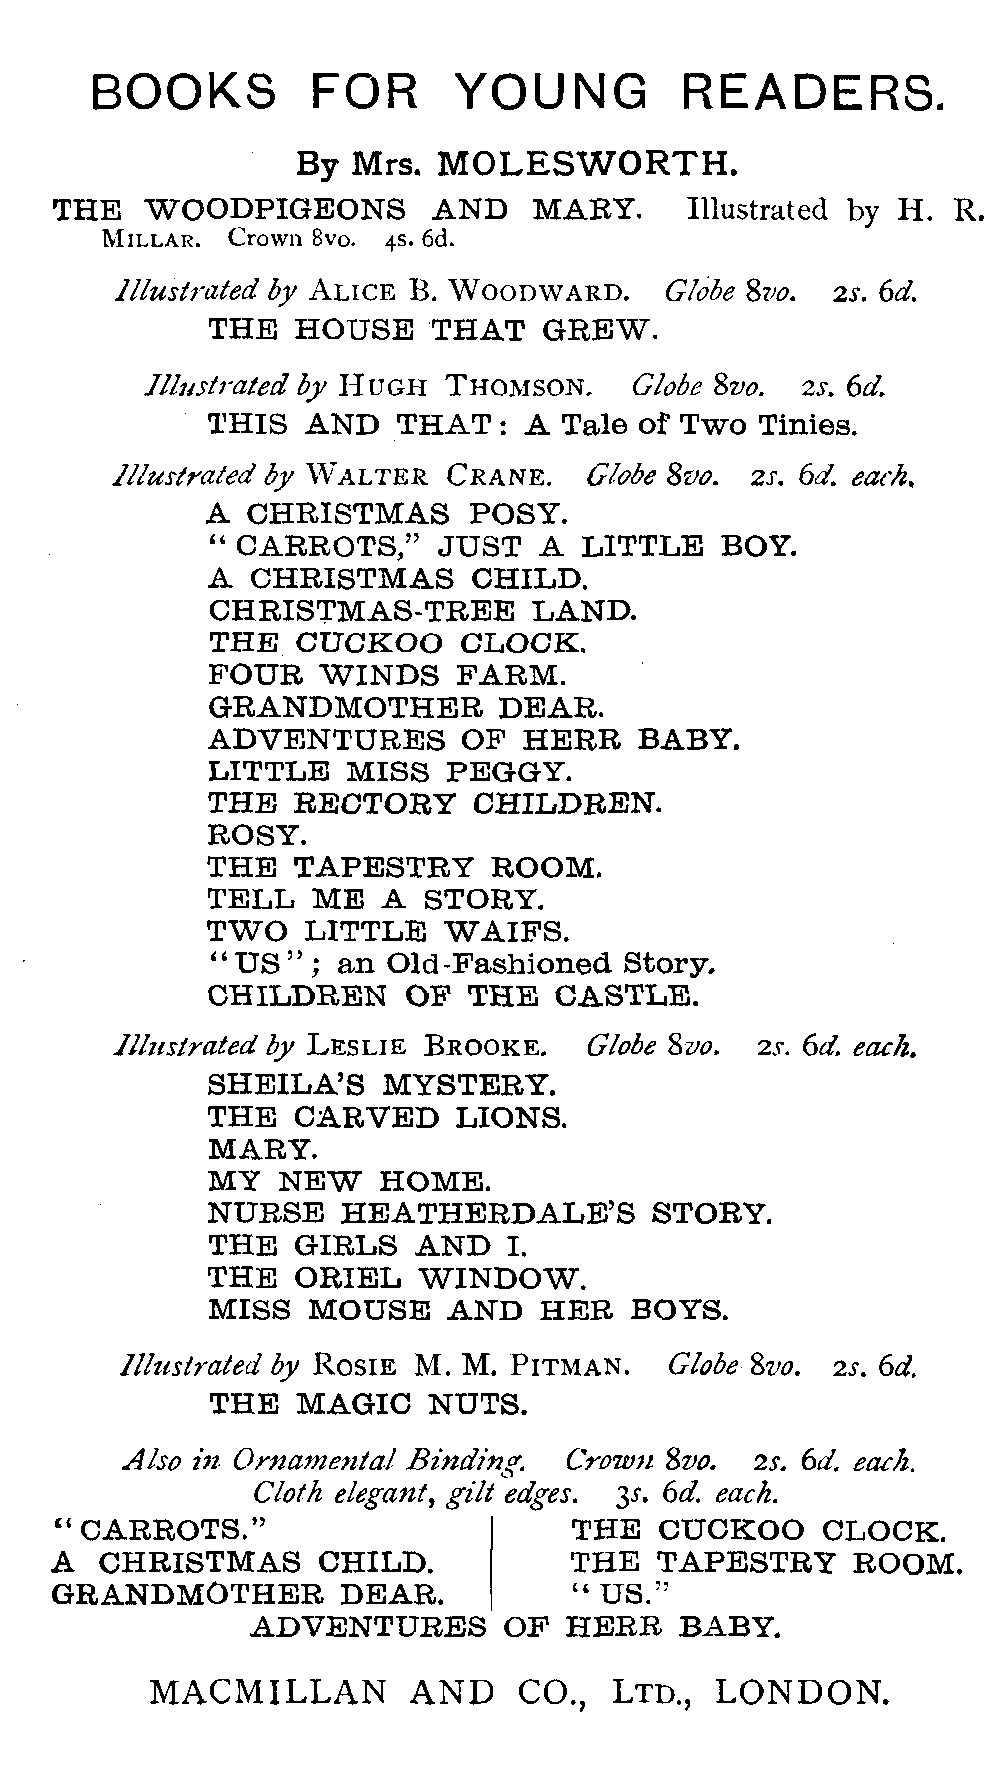 BOOKS FOR YOUNG READERS.
By Mrs. MOLESWORTH.
THE WOODPIGEONS AND MARY. Illustrated by H. R.
MILLAR. Crown 8vo. 4s. 6d.
Illustrated by ALICE B. WOODWARD. Globe 8vo. 2s. 6d.
THE HOUSE THAT GREW.
Illustrated by HUGH THOMSON. Globe 8vo. 2s. 6d.
THIS AND THAT: A Tale of Two Tinies.
Illustrated by WALTER CRANE. Globe 8vo. 2s. 6d. each.
A CHRISTMAS POSY.
"CARROTS," JUST A LITTLE BOY.
A CHRISTMAS CHILD.
CHRISTMAS-TREE LAND.
THE CUCKOO CLOCK.
FOUR WINDS FARM.
GRANDMOTHER DEAR.
ADVENTURES OF HERR BABY.
LITTLE MISS PEGGY.
THE RECTORY CHILDREN.
ROSY.
THE TAPESTRY ROOM.
TELL ME A STORY.
TWO LITTLE WAIFS.
"US"; an Old-Fashioned Story.
CHILDREN OF THE CASTLE.
Illustrated by LESLIE BROOKE. Globe 8vo. 2s. 6d. each.
SHEILA'S MYSTERY.
THE CARVED LIONS.
MARY.
MY NEW HOME.
NURSE HEATHERDALE'S STORY.
THE GIRLS AND I.
THE ORIEL WINDOW.
MISS MOUSE AND HER BOYS.
Illustrated by ROSIE M. M. PITMAN. Globe 8vo. 2s. 6d.
THE MAGIC NUTS.
Also in Ornamental Binding. Crown 8vo. 2s. 6d. each.
Cloth elegant, gilt edges. 3s. 6d. each.
"CARROTS."
A CHRISTMAS CHILD.
GRANDMOTHER DEAR.
THE CUCKOO CLOCK.
THE TAPESTRY ROOM.
"US."
ADVENTURES OF HERR BABY.
MACMILLAN AND CO., LTD., LONDON.